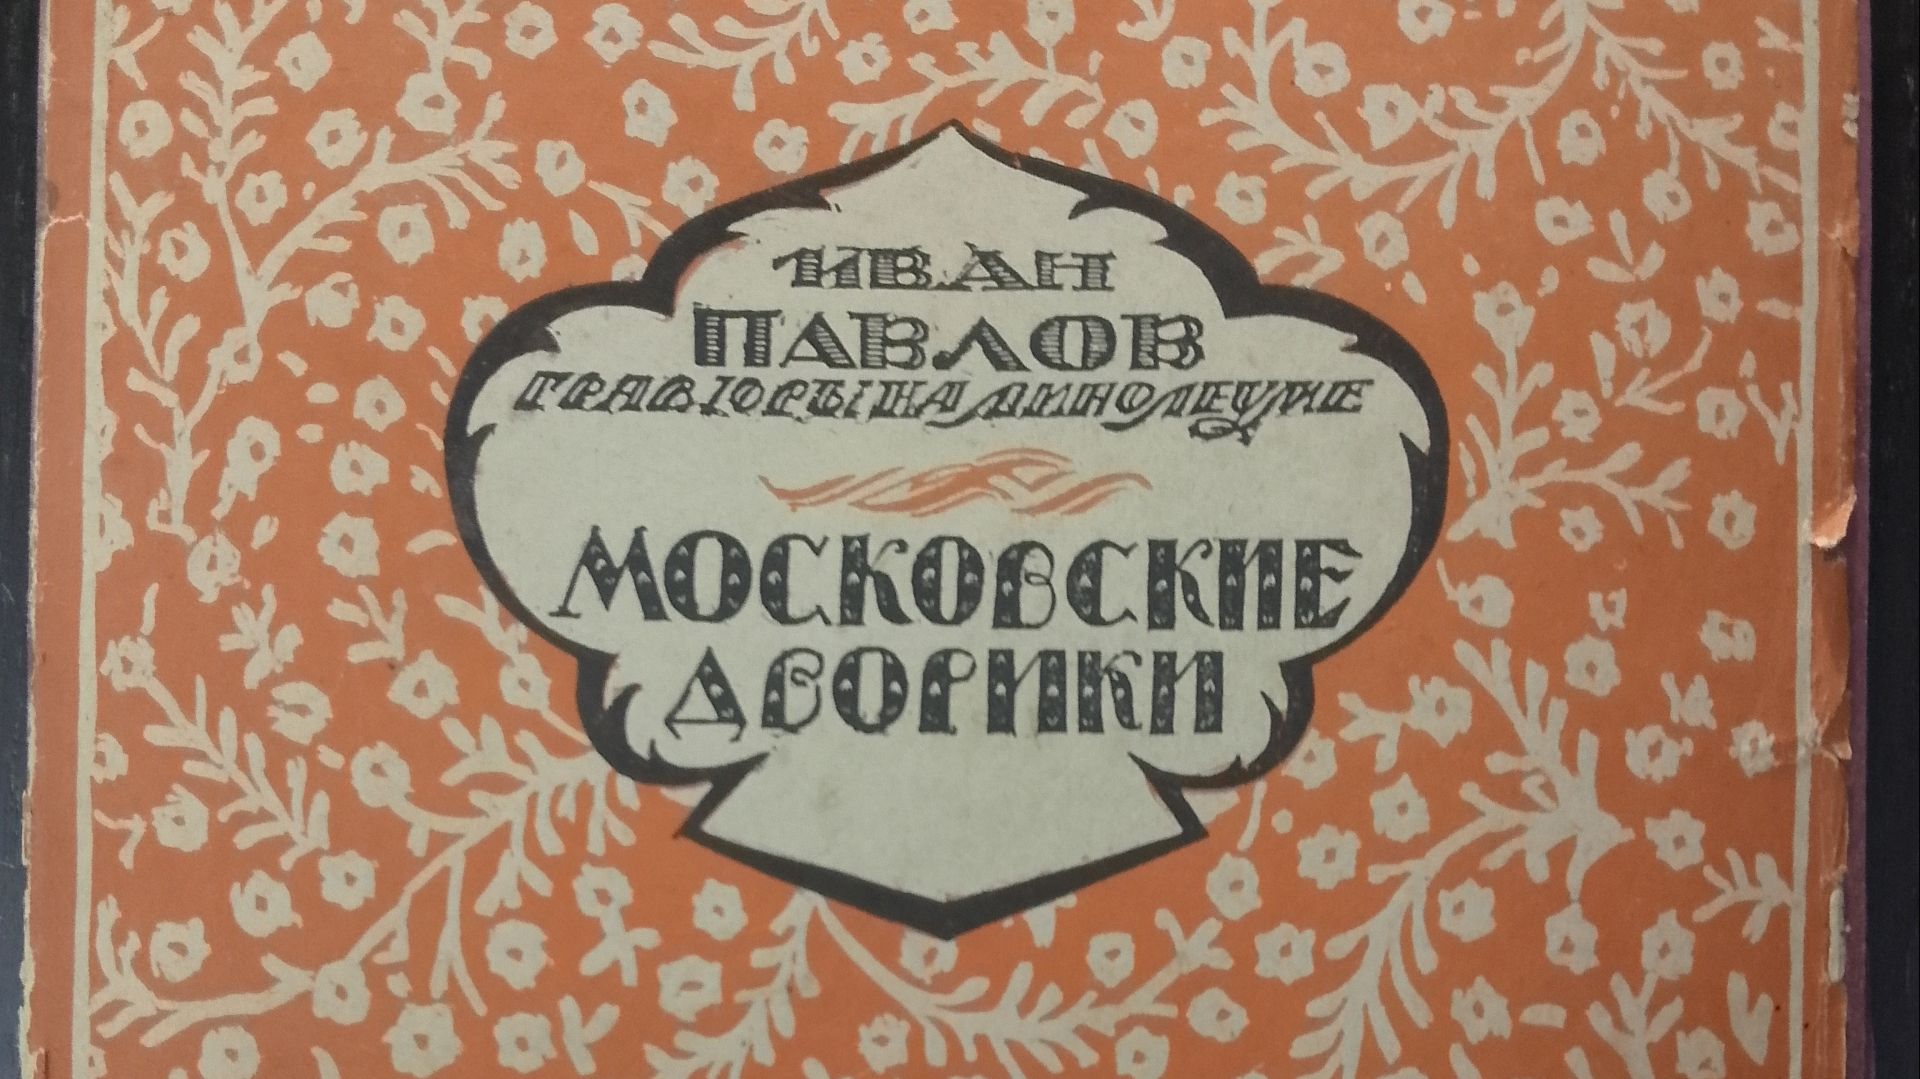 ИВАН
ПАВЛОВ
ГРАВЮРЫ НА ЛИНОЛЕУМЕ
МОСКОВСКИЕ
ДВОРИКИ